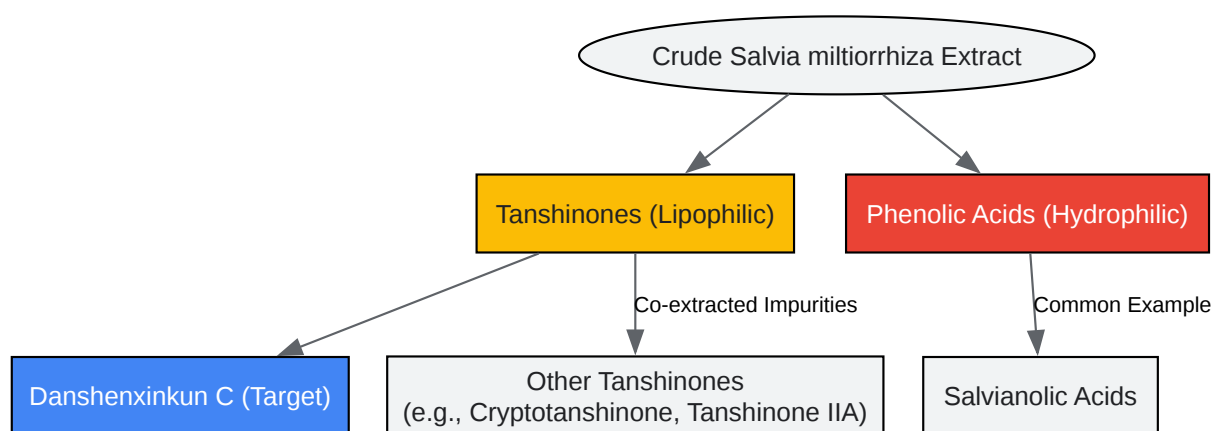 Crude Salvia miltiorrhiza Extract
Tanshinones (Lipophilic)
Phenolic Acids (Hydrophilic)
Co-extracted Impurities
Common Example
Danshenxinkun C (Target)
Other Tanshinones
(e.g., Cryptotanshinone, Tanshinone IIA)
Salvianolic Acids